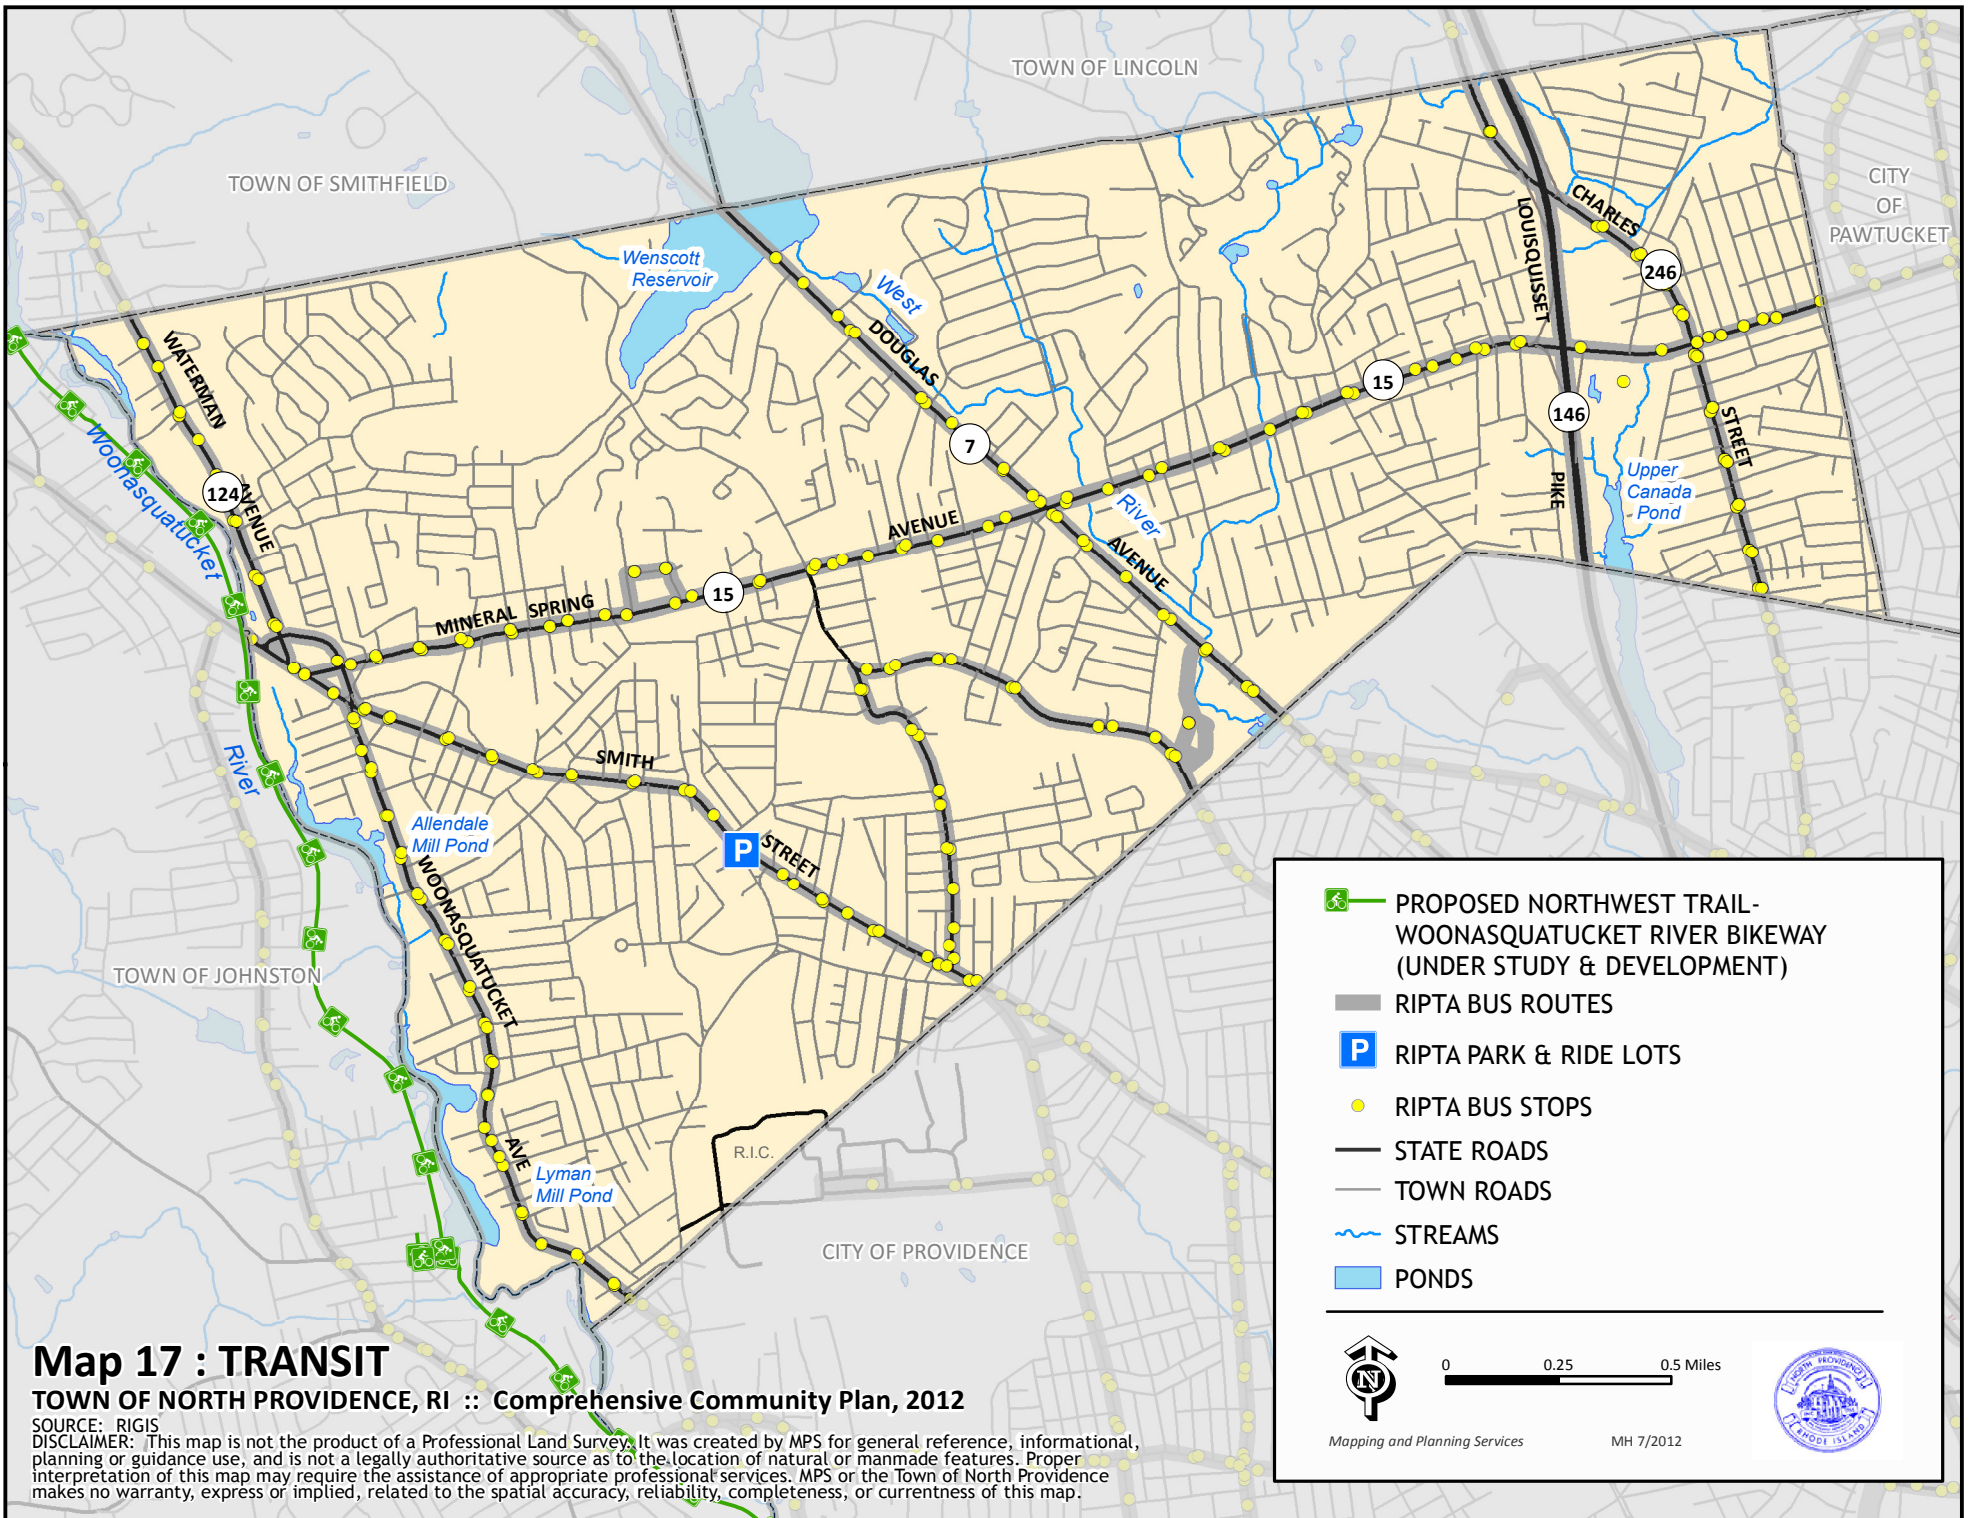 TOWN OF LINCOLN
TOWN OF SMITHFIELD
CITY
OF
PAWTUCKET
CHARLES
LOUISQUISSET
246
Wenscott
Reservoir
West
DOUGLAS
WATERMAN
15
7
146
STREET
Woonasquatucket
124
AVENUE
PIKE
Upper
Canada
Pond
River
AVENUE
AVENUE
15
MINERAL SPRING
River
SMITH
Allendale
Mill Pond
P
STREET
WOONASQUATUCKET
TOWN OF JOHNSTON
AVE
R.I.C.
Lyman
Mill Pond
CITY OF PROVIDENCE
PROPOSED NORTHWEST TRAIL-
WOONASQUATUCKET RIVER BIKEWAY
(UNDER STUDY & DEVELOPMENT)
RIPTA BUS ROUTES
P RIPTA PARK & RIDE LOTS
RIPTA BUS STOPS
STATE ROADS
TOWN ROADS
STREAMS
PONDS
N
0 0.25 0.5 Miles
Mapping and Planning Services MH 7/2012
NORTH PROVIDENCE
RHODE ISLAND
Map 17 : TRANSIT
TOWN OF NORTH PROVIDENCE, RI :: Comprehensive Community Plan, 2012
SOURCE: RIGIS
DISCLAIMER: This map is not the product of a Professional Land Survey. It was created by MPS for general reference, informational,
planning or guidance use, and is not a legally authoritative source as to the location of natural or manmade features. Proper
interpretation of this map may require the assistance of appropriate professional services. MPS or the Town of North Providence
makes no warranty, express or implied, related to the spatial accuracy, reliability, completeness, or currentness of this map.